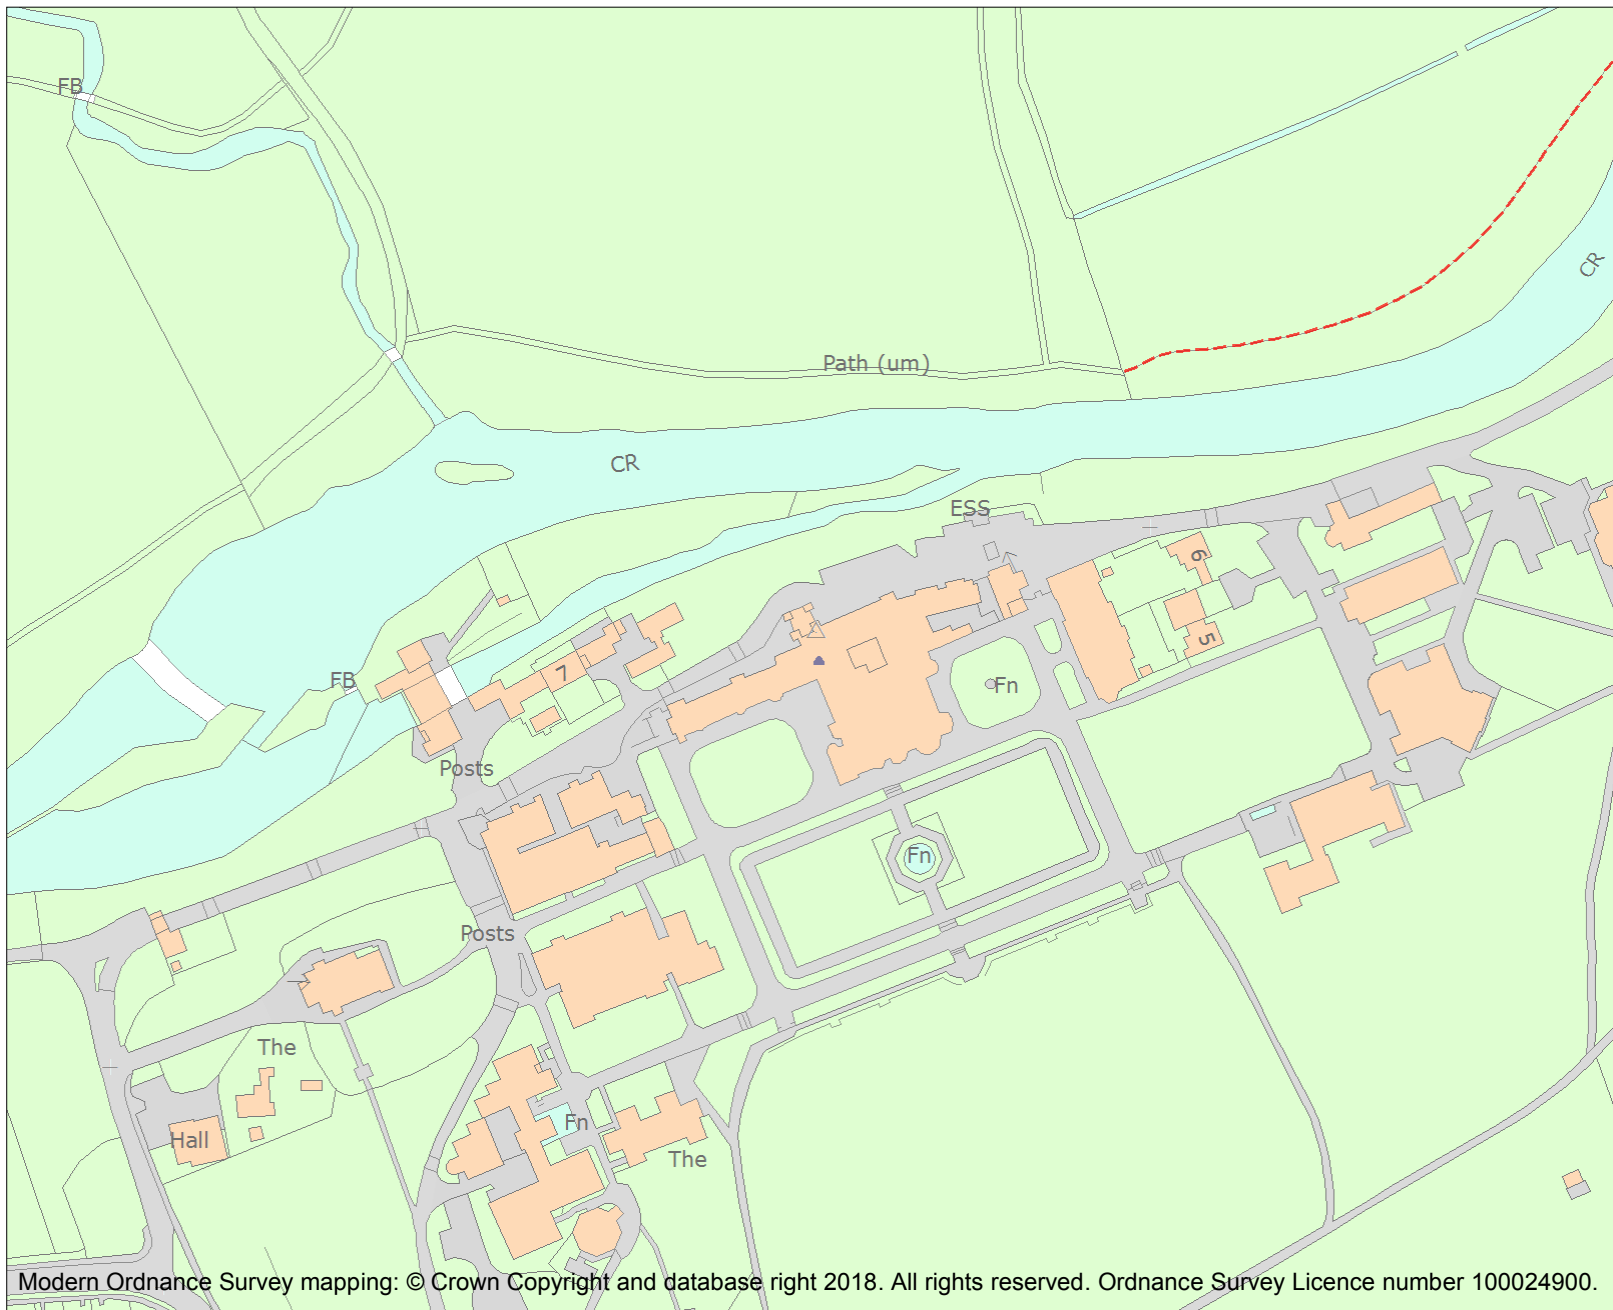 FB
CR
Path (um)
CR
ESS
6
5
7
FB
Fn
Posts
Fn
Posts
The
Fn
Hall
The
Modern Ordnance Survey mapping: © Crown Copyright and database right 2018. All rights reserved. Ordnance Survey Licence number 100024900.